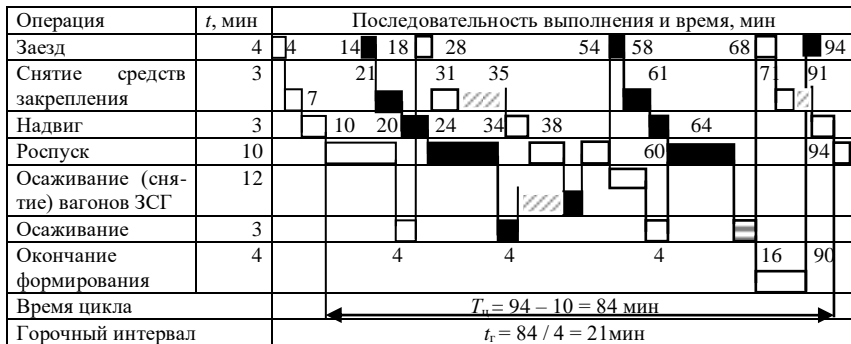 Операция t, мин Последовательность выполнения и время, мин
Заезд 4 4 14 18 28 54 58 68 94
Снятие средств 3 21 31 35 61 71 91
закрепления 7
Надвиг 3 10 20 24 34 38 64
Роспуск 10 60 94
Осаживание (сня- 12
тие) вагонов ЗСГ
Осаживание 3
Окончание 4 4 4 4 16 90
формирования
Время цикла Tц = 94 – 10 = 84 мин
Горочный интервал tг = 84 / 4 = 21мин